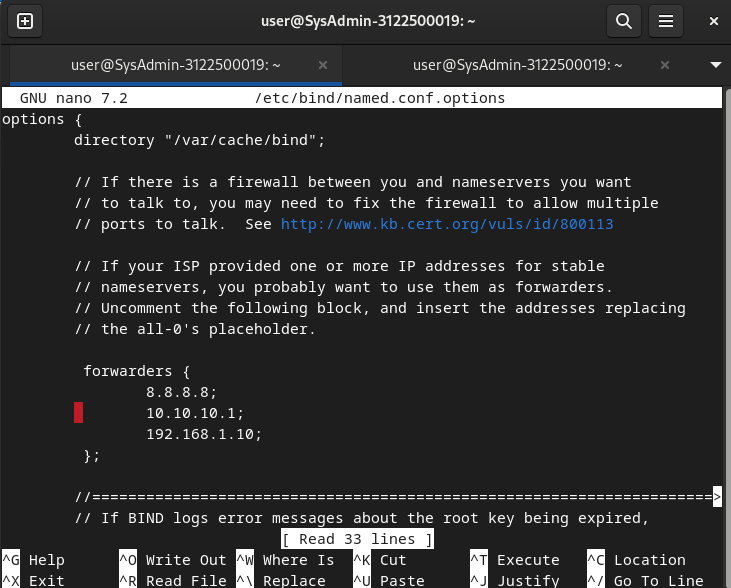 user@SysAdmin-3122500019: ~
user@SysAdmin-3122500019: ~ × user@SysAdmin-3122500019: ~ ×
GNU nano 7.2 /etc/bind/named.conf.options
options {
directory "/var/cache/bind";
// If there is a firewall between you and nameservers you want
// to talk to, you may need to fix the firewall to allow multiple
// ports to talk.  See http://www.kb.cert.org/vuls/id/800113
// If your ISP provided one or more IP addresses for stable
// nameservers, you probably want to use them as forwarders.
// Uncomment the following block, and insert the addresses replacing
// the all-0's placeholder.
forwarders {
8.8.8.8;
10.10.10.1;
192.168.1.10;
};
//=====================================================================>
// If BIND logs error messages about the root key being expired,
[ Read 33 lines ]
^G Help ^O Write Out ^W Where Is ^K Cut ^T Execute ^C Location
^X Exit ^R Read File ^\ Replace ^U Paste ^J Justify ^/ Go To Line